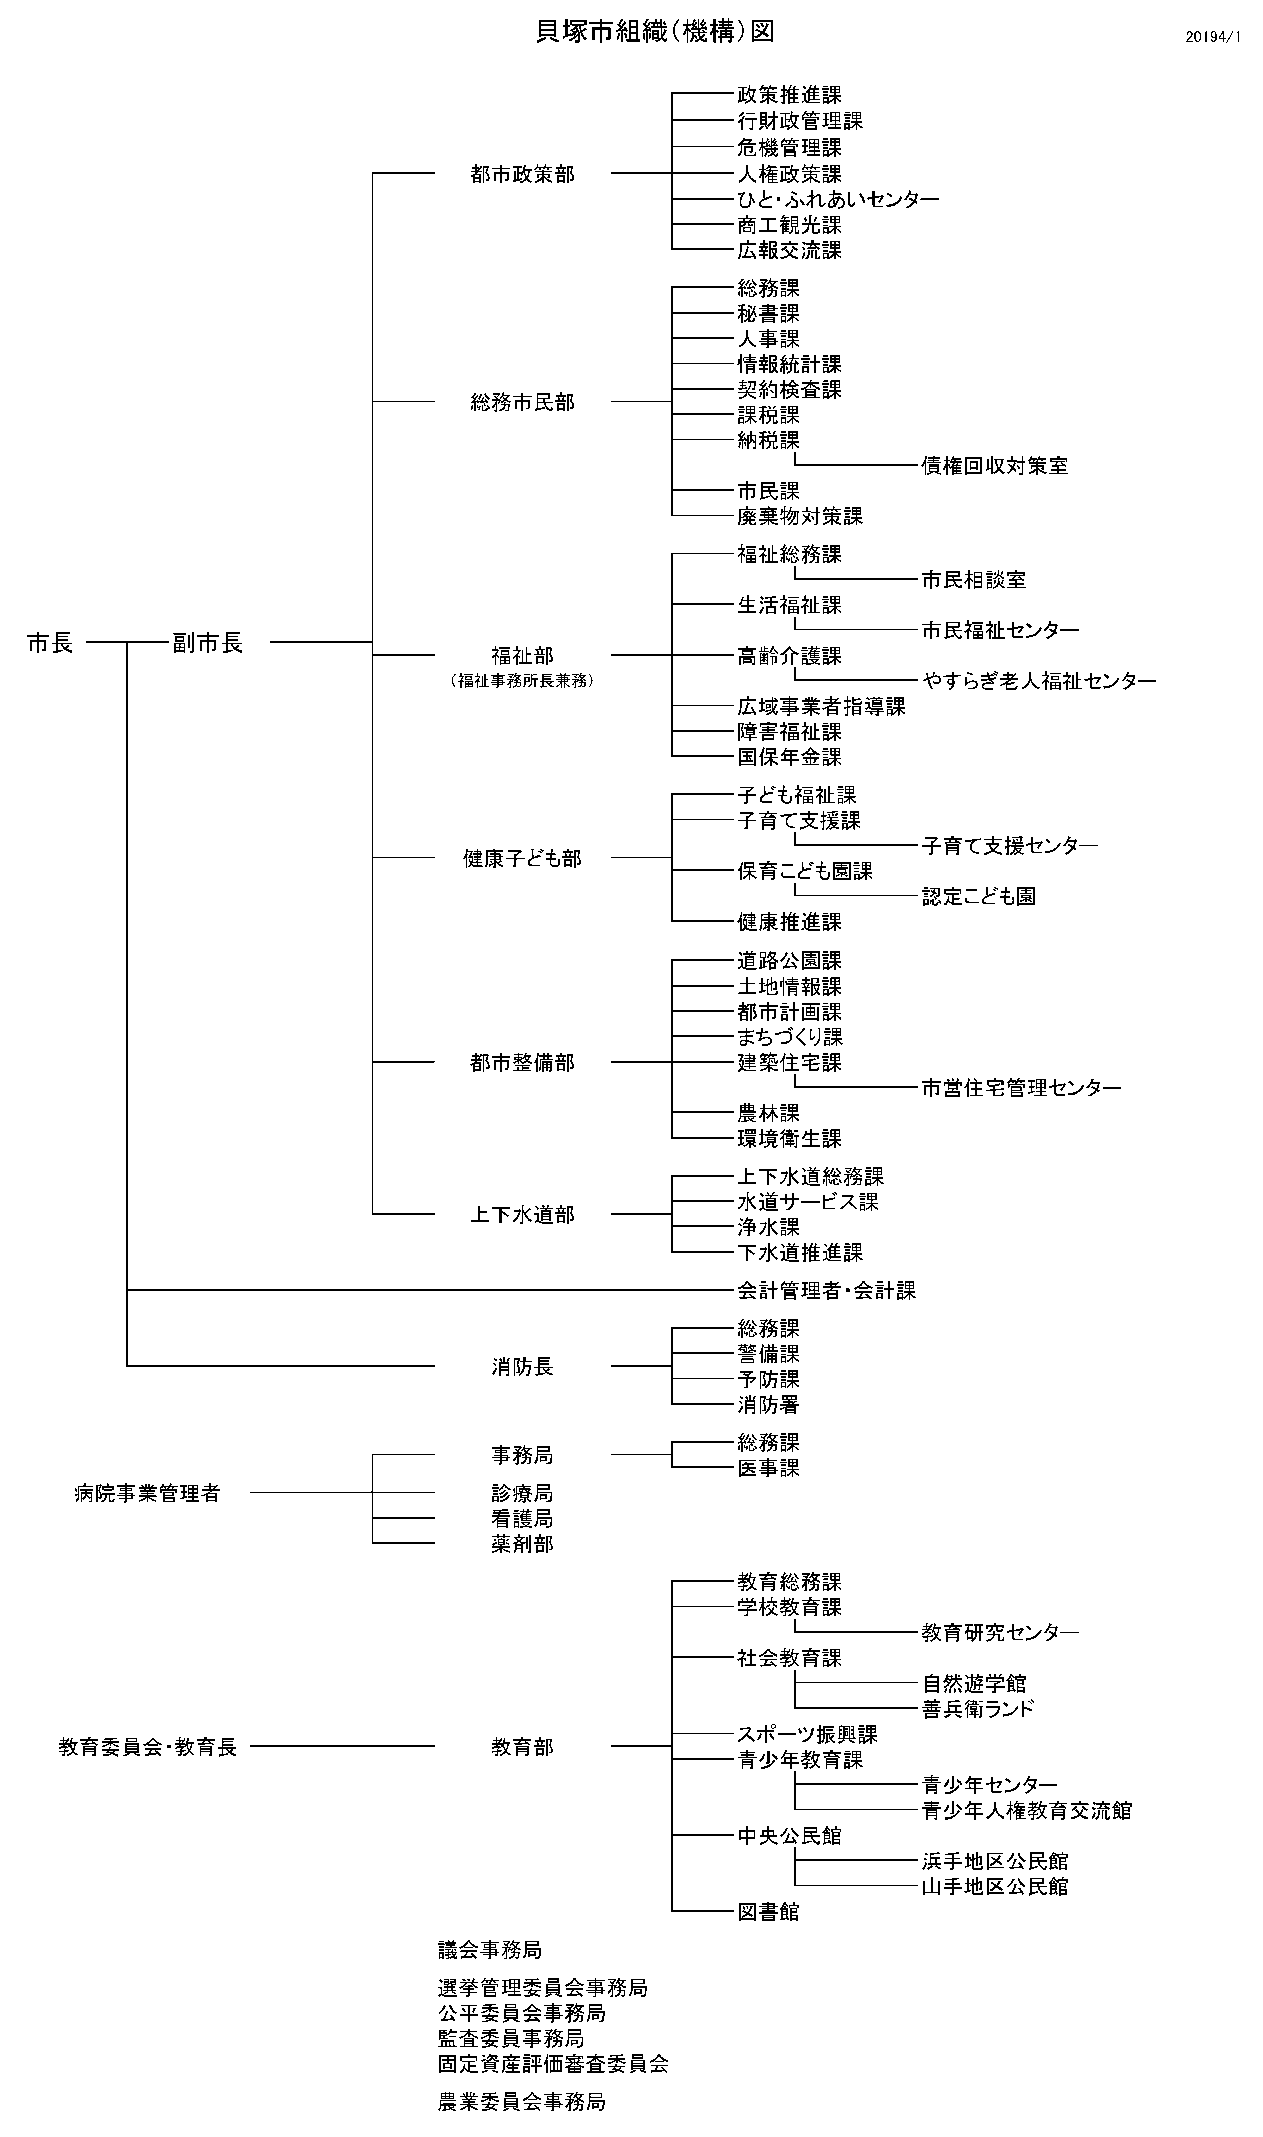 貝塚市組織（機構）図
20194/1
政策推進課
行財政管理課
危機管理課
都市政策部
人権政策課
ひと・ふれあいセンター
商工観光課
広報交流課
総務課
秘書課
人事課
情報統計課
契約検査課
総務市民部
課税課
納税課
債権回収対策室
市民課
廃棄物対策課
福祉総務課
市民相談室
生活福祉課
市民福祉センター
市長
副市長
福祉部
（福祉事務所長兼務）
高齢介護課
やすらぎ老人福祉センター
広域事業者指導課
障害福祉課
国保年金課
子ども福祉課
子育て支援課
子育て支援センター
健康子ども部
保育こども園課
認定こども園
健康推進課
道路公園課
土地情報課
都市計画課
まちづくり課
都市整備部
建築住宅課
市営住宅管理センター
農林課
環境衛生課
上下水道総務課
水道サービス課
上下水道部
浄水課
下水道推進課
会計管理者・会計課
総務課
警備課
消防長
予防課
消防署
総務課
事務局
医事課
病院事業管理者
診療局
看護局
薬剤部
教育総務課
学校教育課
教育研究センター
社会教育課
自然遊学館
善兵衛ランド
スポーツ振興課
教育委員会・教育長
教育部
青少年教育課
青少年センター
青少年人権教育交流館
中央公民館
浜手地区公民館
山手地区公民館
図書館
議会事務局
選挙管理委員会事務局
公平委員会事務局
監査委員事務局
固定資産評価審査委員会
農業委員会事務局